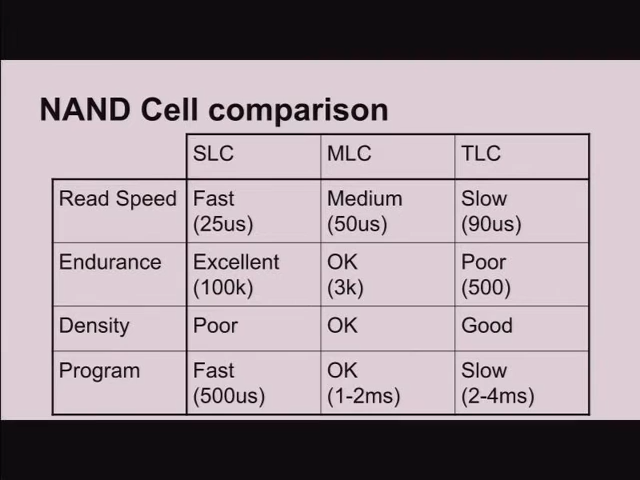 NAND Cell comparison
SLC MLC TLC
Read Speed Fast Medium Slow
(25us) (50us) (90us)
Endurance Excellent OK Poor
(100k) (3k) (500)
Density Poor OK Good
Program Fast OK Slow
(500us) (1-2ms) (2-4ms)